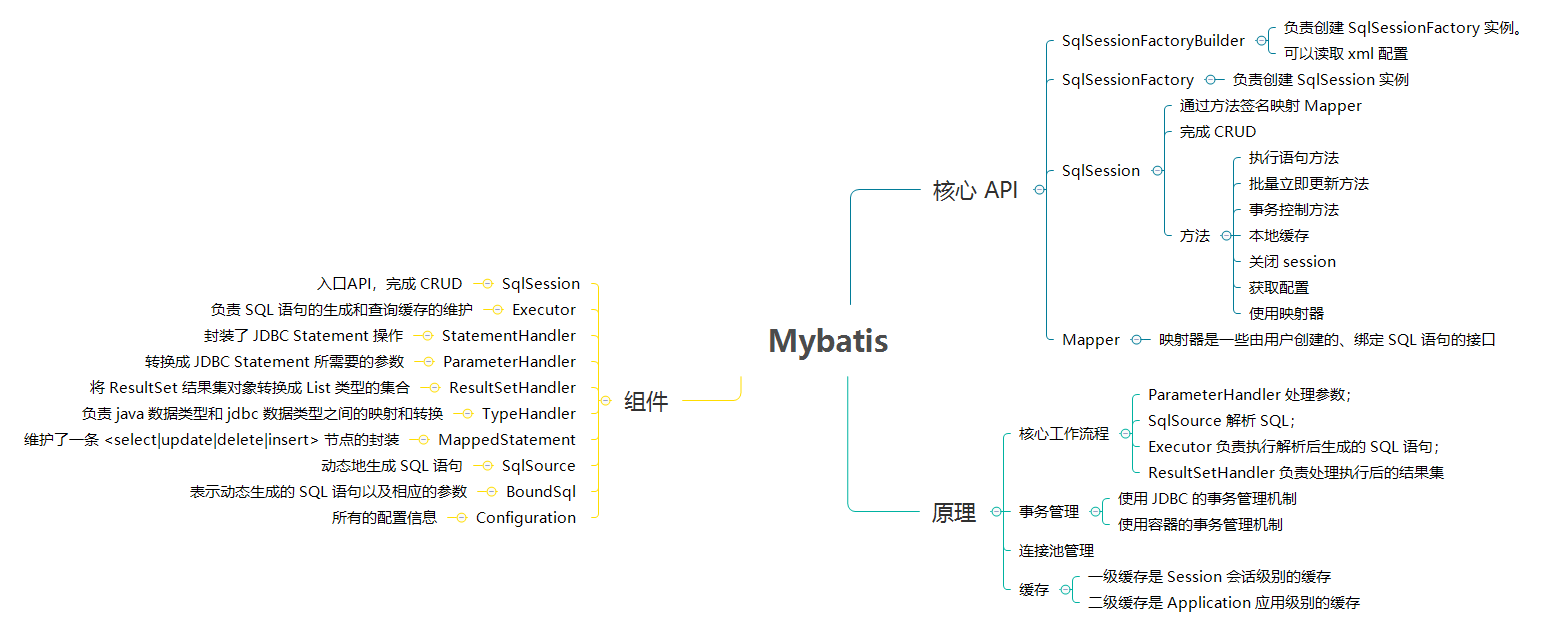 Mybatis
核心 API
SqlSessionFactoryBuilder
负责创建 SqlSessionFactory 实例。
可以读取 xml 配置
SqlSessionFactory
负责创建 SqlSession 实例
SqlSession
通过方法签名映射 Mapper
完成 CRUD
方法
执行语句方法
批量立即更新方法
事务控制方法
本地缓存
关闭 session
获取配置
使用映射器
Mapper
映射器是一些由用户创建的、绑定 SQL 语句的接口
原理
核心工作流程
ParameterHandler 处理参数；
SqlSource 解析 SQL；
Executor 负责执行解析后生成的 SQL 语句；
ResultSetHandler 负责处理执行后的结果集
事务管理
使用 JDBC 的事务管理机制
使用容器的事务管理机制
连接池管理
缓存
一级缓存是 Session 会话级别的缓存
二级缓存是 Application 应用级别的缓存
组件
入口API，完成 CRUD
SqlSession
负责 SQL 语句的生成和查询缓存的维护
Executor
封装了 JDBC Statement 操作
StatementHandler
转换成 JDBC Statement 所需要的参数
ParameterHandler
将 ResultSet 结果集对象转换成 List 类型的集合
ResultSetHandler
负责 java 数据类型和 jdbc 数据类型之间的映射和转换
TypeHandler
维护了一条 <select|update|delete|insert> 节点的封装
MappedStatement
动态地生成 SQL 语句
SqlSource
表示动态生成的 SQL 语句以及相应的参数
BoundSql
所有的配置信息
Configuration